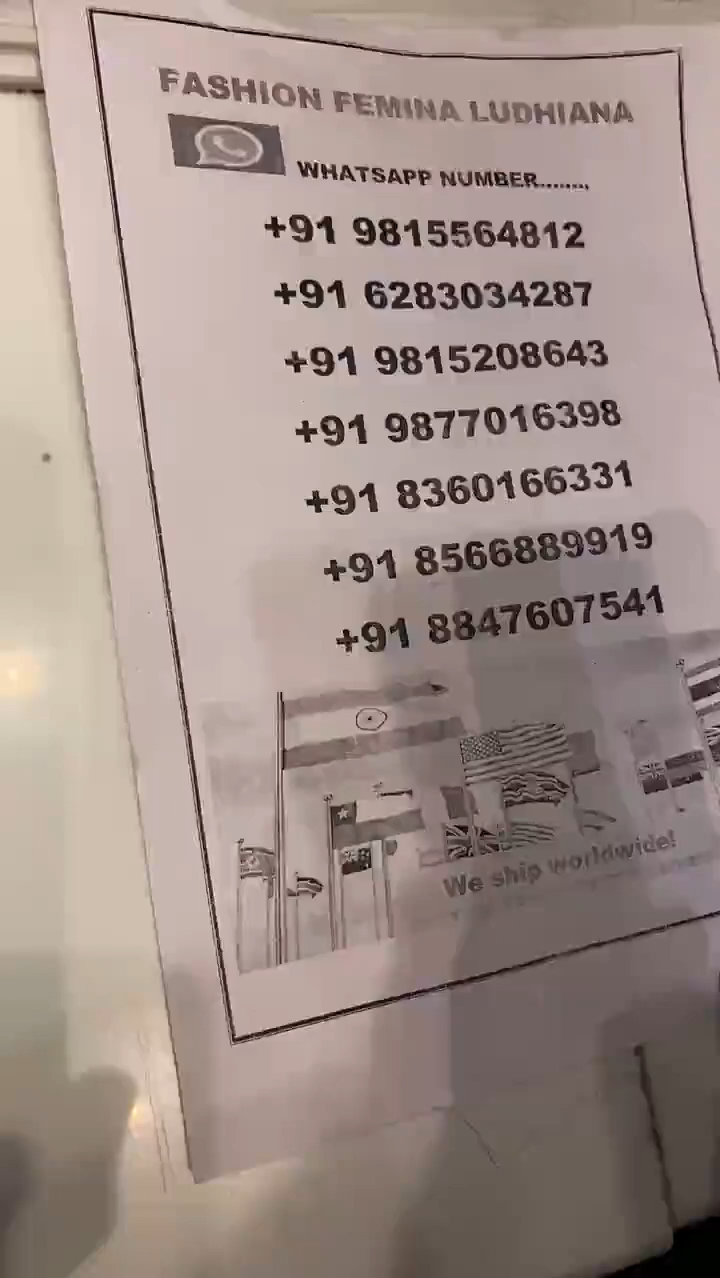 FASHION FEMINA LUDHIANA
WHATSAPP NUMBER........
+91 9815564812
+91 6283034287
+91 9815208643
+91 9877016398
+91 8360166331
+91 8566889919
+91 8847607541
We ship worldwide!